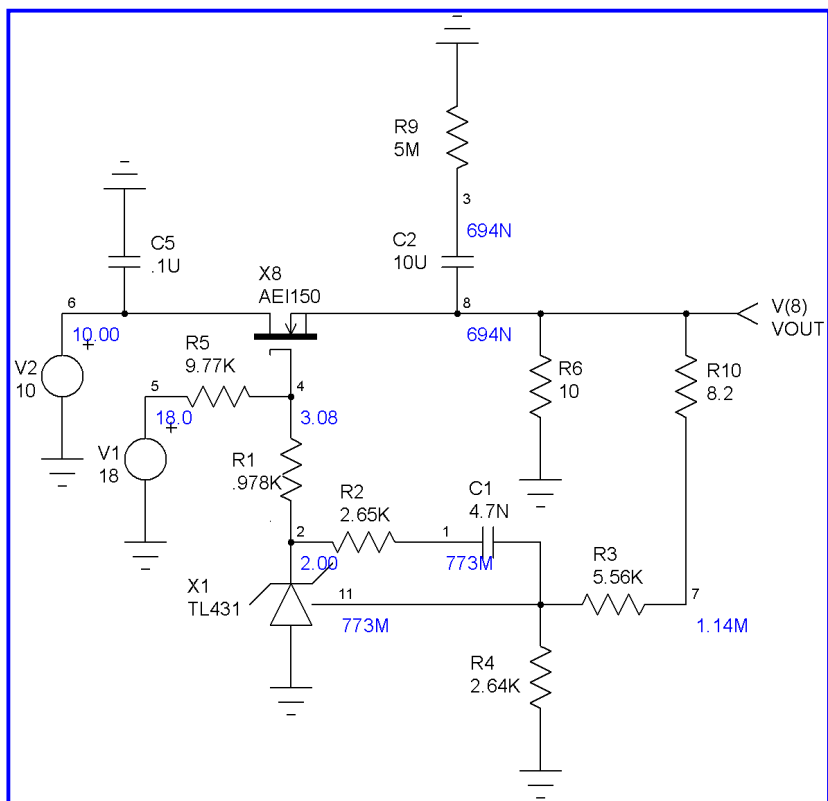 R9
5M
3
694N
C5
.1U
C2
10U
X8
AEI150
6
8
V(8)
VOUT
10.00
+
694N
R5
9.77K
V2
10
R6
10
R10
8.2
5
4
18.0
+
3.08
V1
18
R1
.978K
R2
2.65K
C1
4.7N
2
1
2.00
773M
R3
5.56K
X1
TL431
11
7
773M
1.14M
R4
2.64K